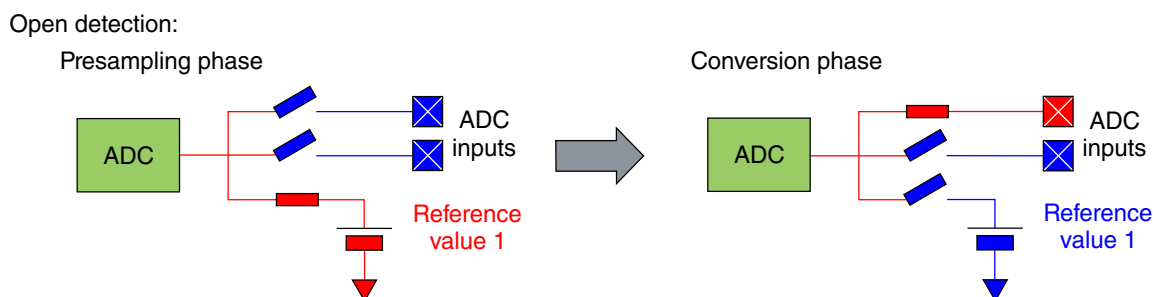 Open detection:
Presampling phase
Conversion phase
ADC
ADC
inputs
Reference
value 1
ADC
ADC
inputs
Reference
value 1